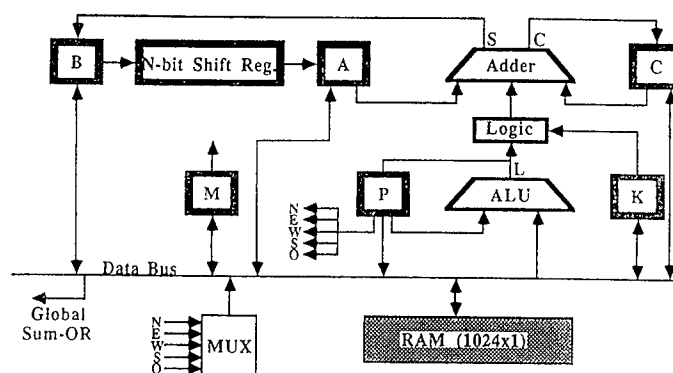 S C
B N-bit Shift Reg. A Adder C
Logic
L
M P ALU K
N
E
W
S
O
Data Bus
Global
Sum-OR
N
E
W
S
O
MUX
RAM (1024x1)